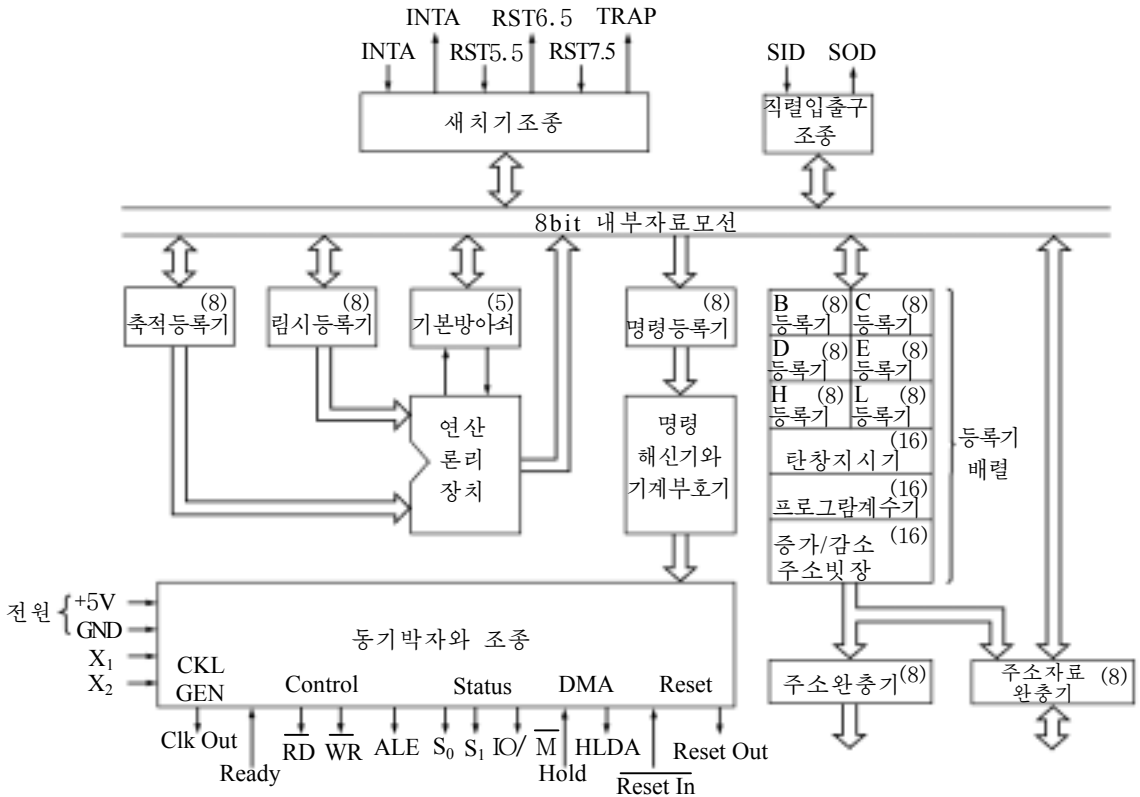 INTA RST6.5 TRAP
INTA RST5.5 RST7.5
SID SOD
새치기조종
직렬입출구
조종
8bit 내부자료모선
(8)
축적등록기
(8)
림시등록기
(5)
기본방아쇠
(8)
명령등록기
B (8) C (8)
등록기 등록기
D (8) E (8)
등록기 등록기
H (8) L (8)
등록기 등록기
(16)
탄창지시기
(16)
프로그람계수기
(16)
증가/감소
주소빗장
등록기
배렬
연산
론리
장치
명령
해신기와
기계부호기
전원 { +5V
GND
X1
X2
동기박자와 조종
CKL
GEN
Control Status DMA Reset
주소완충기(8)
주소자료 (8)
완충기
Clk Out
Ready
R̅D̅ W̅R̅ ALE S0 S1 IO/M̅
Hold
HLDA
R̅e̅s̅e̅t̅ I̅n̅
Reset Out